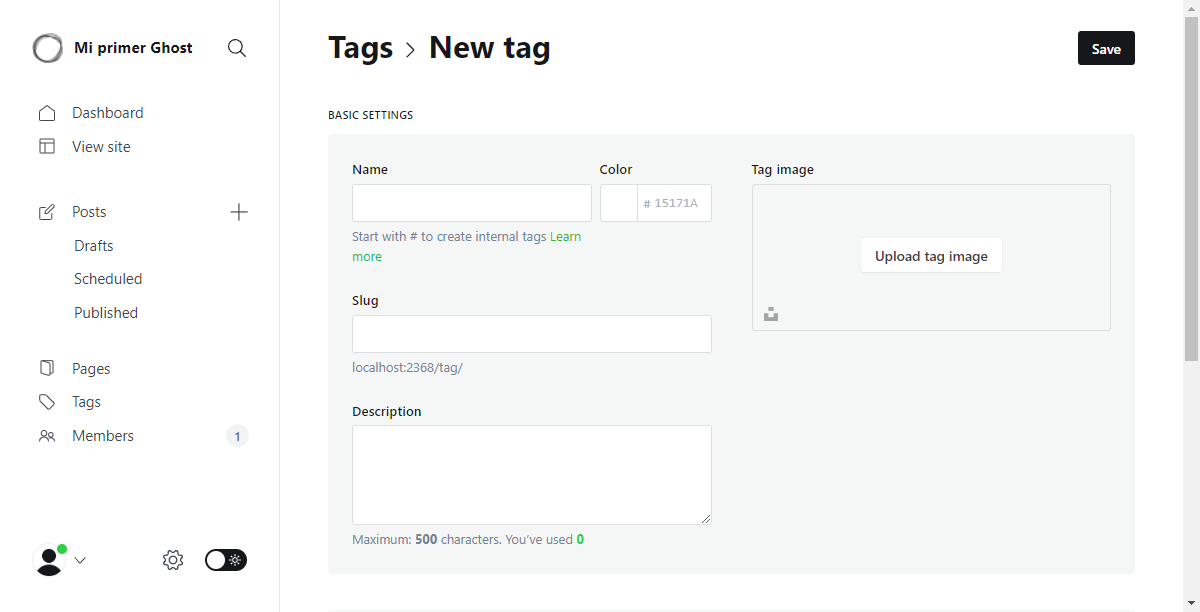 Mi primer Ghost
Dashboard
View site
Posts
Drafts
Scheduled
Published
Pages
Tags
Members
1
Tags > New tag
Save
BASIC SETTINGS
Name
Color
# 15171A
Start with # to create internal tags Learn
more
Slug
localhost:2368/tag/
Description
Maximum: 500 characters. You’ve used 0
Tag image
Upload tag image